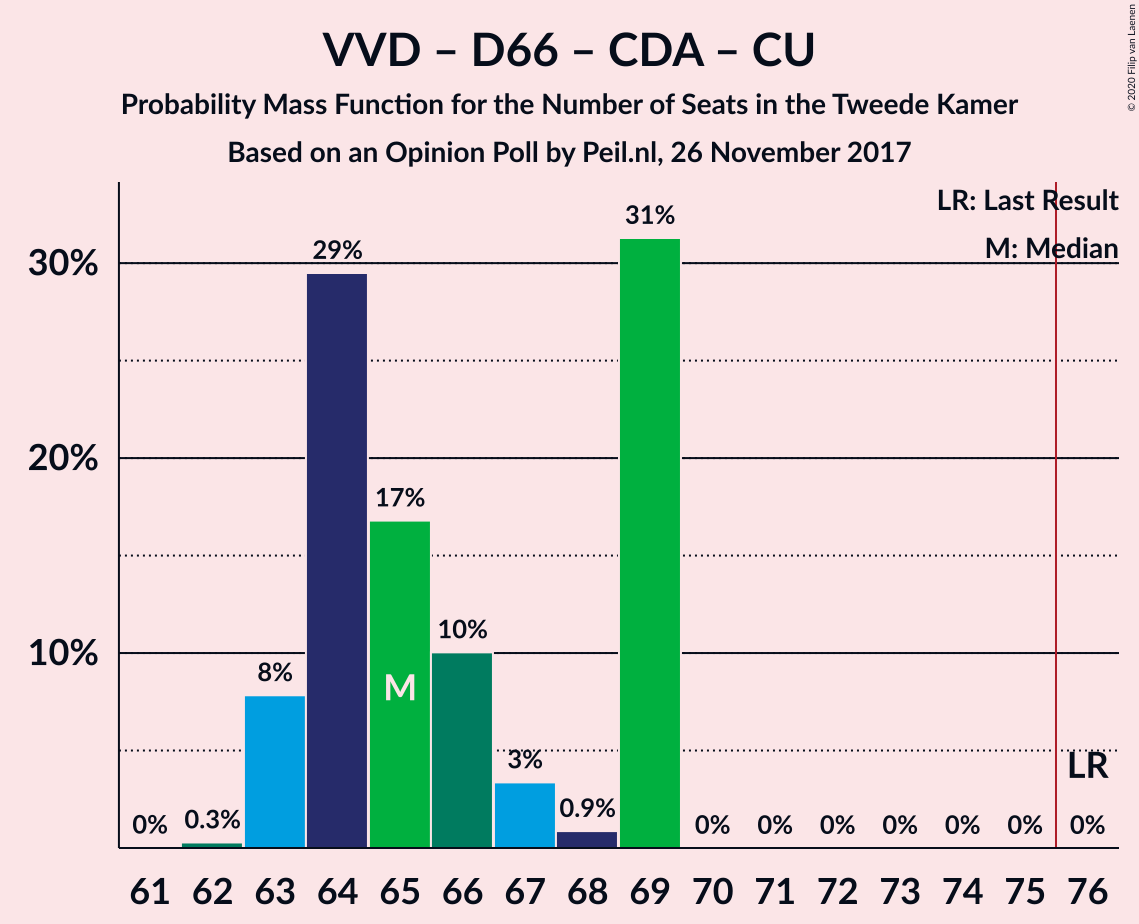 VVD – D66 – CDA – CU
Probability Mass Function for the Number of Seats in the Tweede Kamer
Based on an Opinion Poll by Peil.nl, 26 November 2017
© 2020 Filip van Laenen
LR: Last Result
M: Median
30%
20%
10%
0%
0.3%
8%
29%
17%
10%
3%
0.9%
31%
0%
0%
0%
0%
0%
0%
0%
M
LR
61 62 63 64 65 66 67 68 69 70 71 72 73 74 75 76